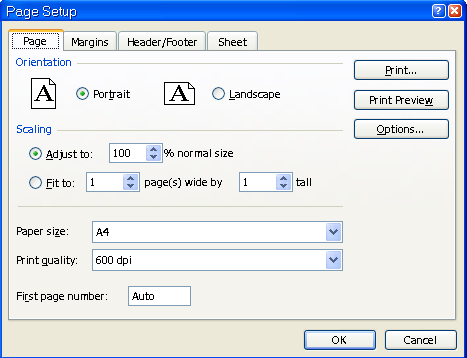 Page Setup
Page Margins Header/Footer Sheet
Orientation
A Portrait A Landscape
Print...
Print Preview
Options...
Scaling
Adjust to: 100 % normal size
Fit to: 1 page(s) wide by 1 tall
Paper size: A4
Print quality: 600 dpi
First page number: Auto
OK Cancel